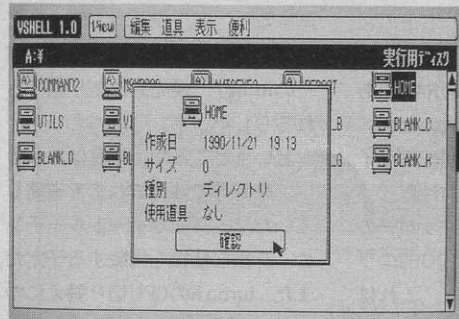 VSHELL 1.0 View 編集 道具 表示 便利
A:¥ 実行用ディスク
COMMAND2 HOME
UTILS _B BLANK_C
BLANK_D _G BLANK_H
HOME
作成日 1990/11/21 19:13
サイズ 0
種別 ディレクトリ
使用道具 なし
確認